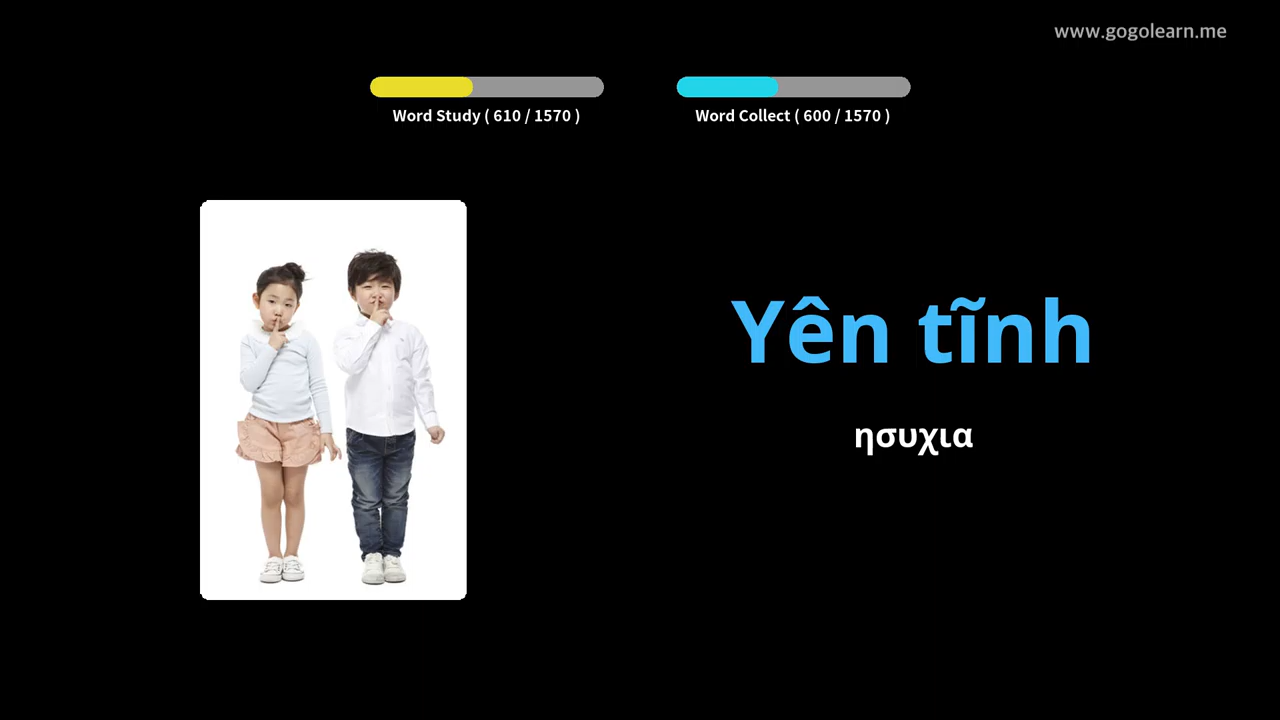 www.gogolearn.me
Word Study ( 610 / 1570 )
Word Collect ( 600 / 1570 )
Yên tĩnh
ησυχια